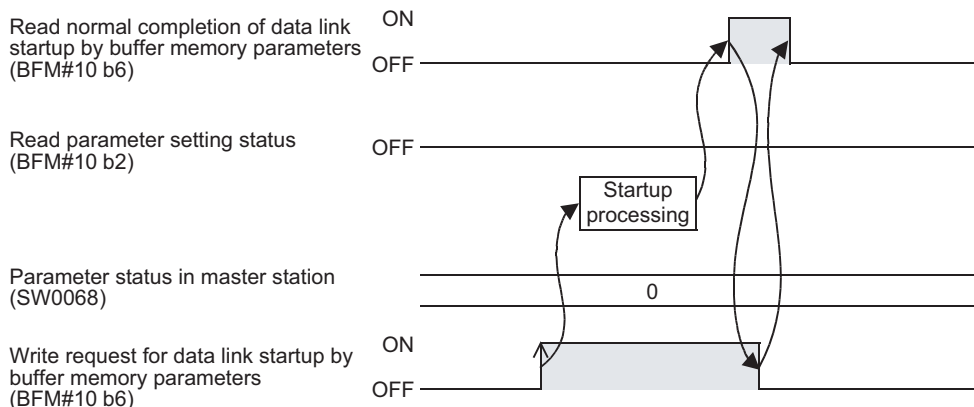 Read normal completion of data link
startup by buffer memory parameters
(BFM#10 b6)
ON
OFF
Read parameter setting status
(BFM#10 b2)
OFF
Startup
processing
Parameter status in master station
(SW0068)
0
Write request for data link startup by
buffer memory parameters
(BFM#10 b6)
ON
OFF